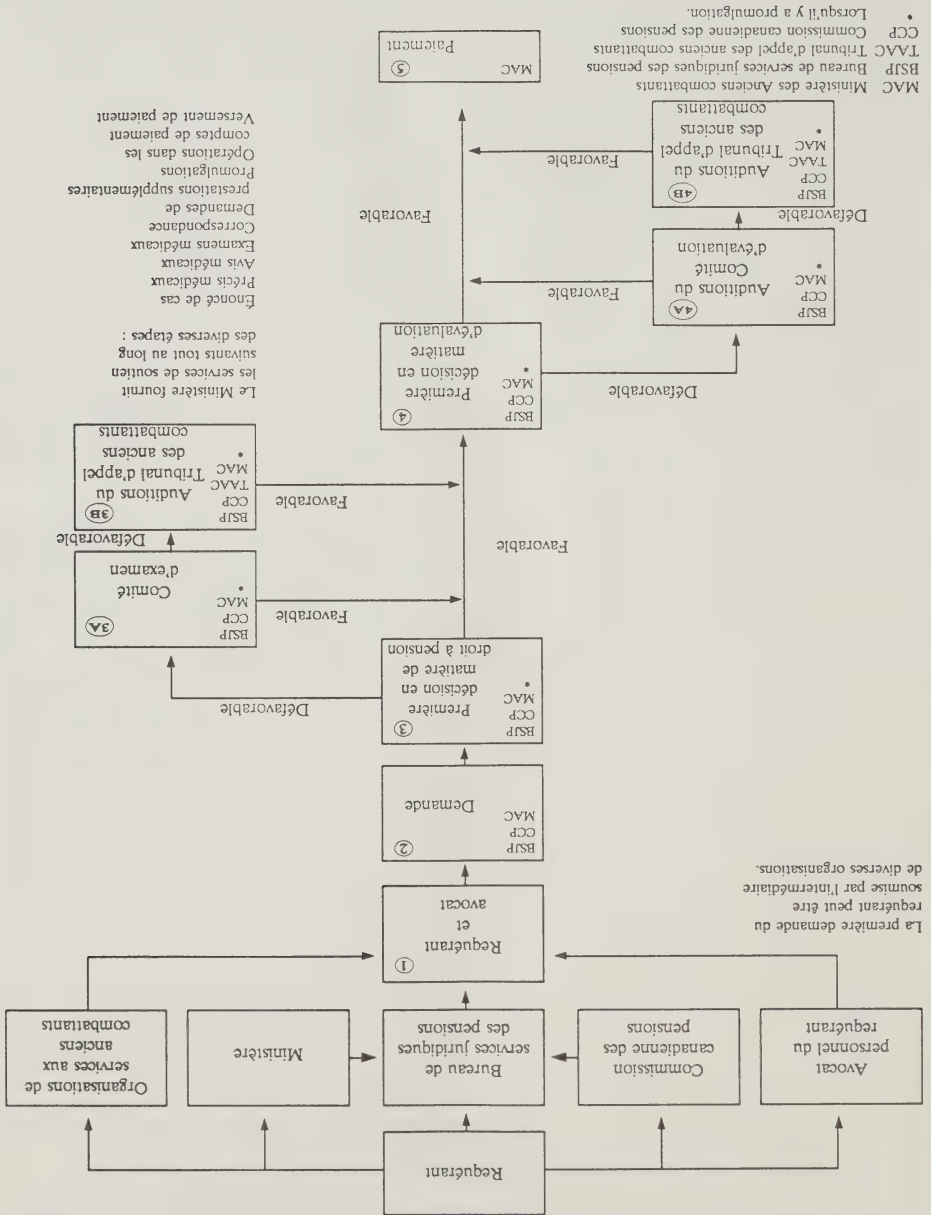 Requérant
Organisations de
services aux
anciens
combattants
Ministère
Bureau de
services juridiques
des pensions
Commission
canadienne des
pensions
Avocat
personnel du
requérant
1
Requérant
et
avocat
La première demande du
requérant peut être
soumise par l'intermédiaire
de diverses organisations.
BSJP
CCP
MAC
2
Demande
BSJP
CCP
MAC
•
3
Première
décision en
matière de
droit à pension
Défavorable
BSJP
CCP
MAC
•
3A
Comité
d'examen
Favorable
Défavorable
BSJP
CCP
TAAC
MAC
•
3B
Auditions du
Tribunal d'appel
des anciens
combattants
Favorable
Favorable
Le Ministère fournit
les services de soutien
suivants tout au long
des diverses étapes :
Énoncé de cas
Précis médicaux
Avis médicaux
Examens médicaux
Correspondance
Demandes de
prestations supplémentaires
Promulgations
Opérations dans les
comptes de paiement
Versement de paiement
BSJP
CCP
MAC
•
4
Première
décision en
matière
d'évaluation
Défavorable
BSJP
CCP
MAC
•
4A
Auditions du
Comité
d'évaluation
Favorable
Défavorable
BSJP
CCP
TAAC
MAC
•
4B
Auditions du
Tribunal d'appel
des anciens
combattants
Favorable
Favorable
MAC
5
Paiement
MAC Ministère des Anciens combattants
BSJP Bureau de services juridiques des pensions
TAAC Tribunal d'appel des anciens combattants
CCP Commission canadienne des pensions
• Lorsqu'il y a promulgation.